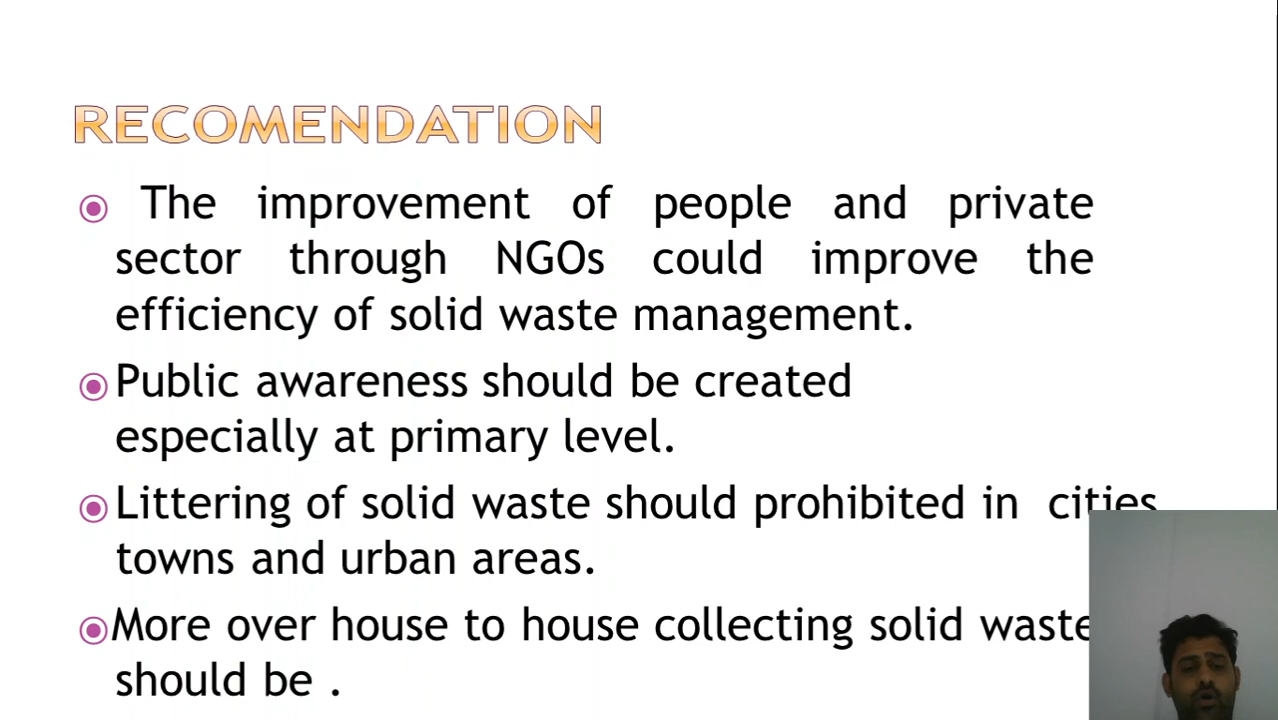 RECOMENDATION
The improvement of people and private
sector through NGOs could improve the
efficiency of solid waste management.
Public awareness should be created
especially at primary level.
Littering of solid waste should prohibited in cities
towns and urban areas.
More over house to house collecting solid waste
should be .